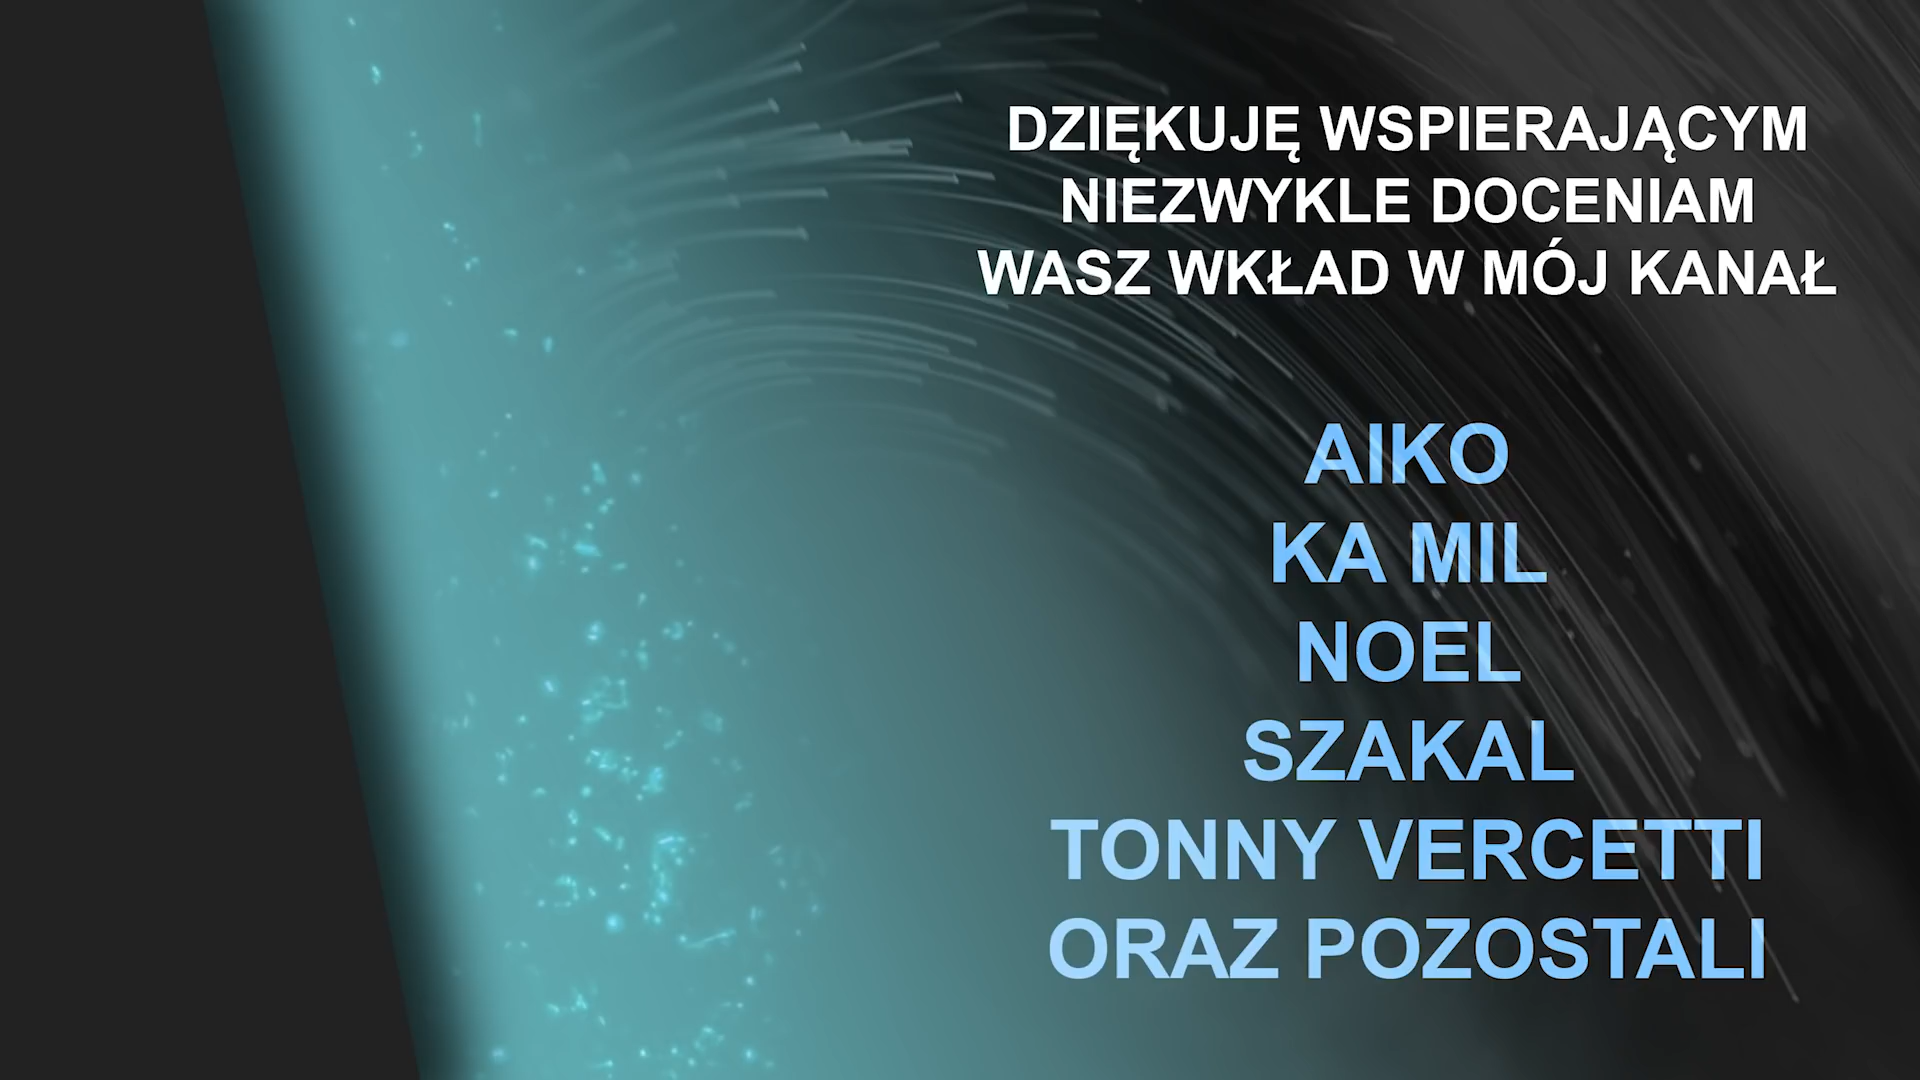 DZIĘKUJĘ WSPIERAJĄCYM
NIEZWYKLE DOCENIAM
WASZ WKŁAD W MÓJ KANAŁ
AIKO
KA MIL
NOEL
SZAKAL
TONNY VERCETTI
ORAZ POZOSTALI